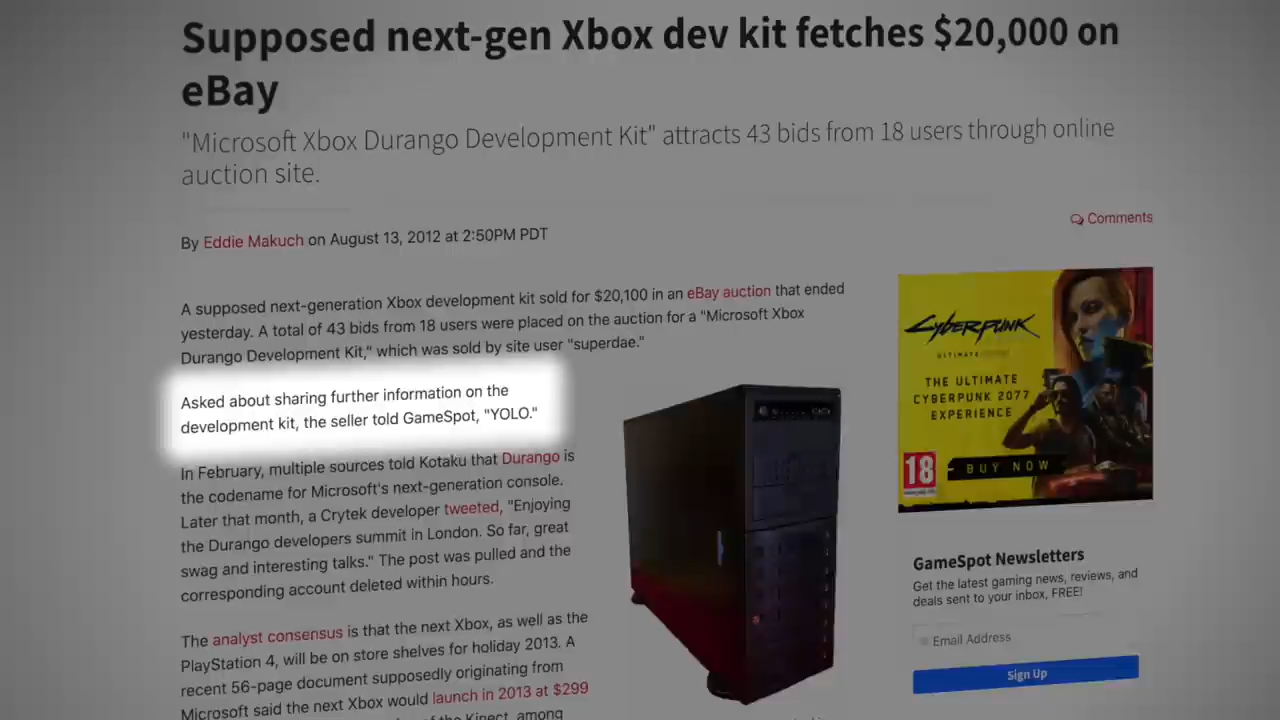 Supposed next-gen Xbox dev kit fetches $20,000 on
eBay
"Microsoft Xbox Durango Development Kit" attracts 43 bids from 18 users through online
auction site.
Comments
By Eddie Makuch on August 13, 2012 at 2:50PM PDT
A supposed next-generation Xbox development kit sold for $20,100 in an eBay auction that ended
yesterday. A total of 43 bids from 18 users were placed on the auction for a "Microsoft Xbox
Durango Development Kit," which was sold by site user "superdae."
Asked about sharing further information on the
development kit, the seller told GameSpot, "YOLO."
In February, multiple sources told Kotaku that Durango is
the codename for Microsoft's next-generation console.
Later that month, a Crytek developer tweeted, "Enjoying
the Durango developers summit in London. So far, great
swag and interesting talks." The post was pulled and the
corresponding account deleted within hours.
The analyst consensus is that the next Xbox, as well as the
PlayStation 4, will be on store shelves for holiday 2013. A
recent 56-page document supposedly originating from
Microsoft said the next Xbox would launch in 2013 at $299
of the Kinect, among
CYBERPUNK
ULTIMATE
THE ULTIMATE
CYBERPUNK 2077
EXPERIENCE
18
BUY NOW
GameSpot Newsletters
Get the latest gaming news, reviews, and
deals sent to your inbox, FREE!
Email Address
Sign Up